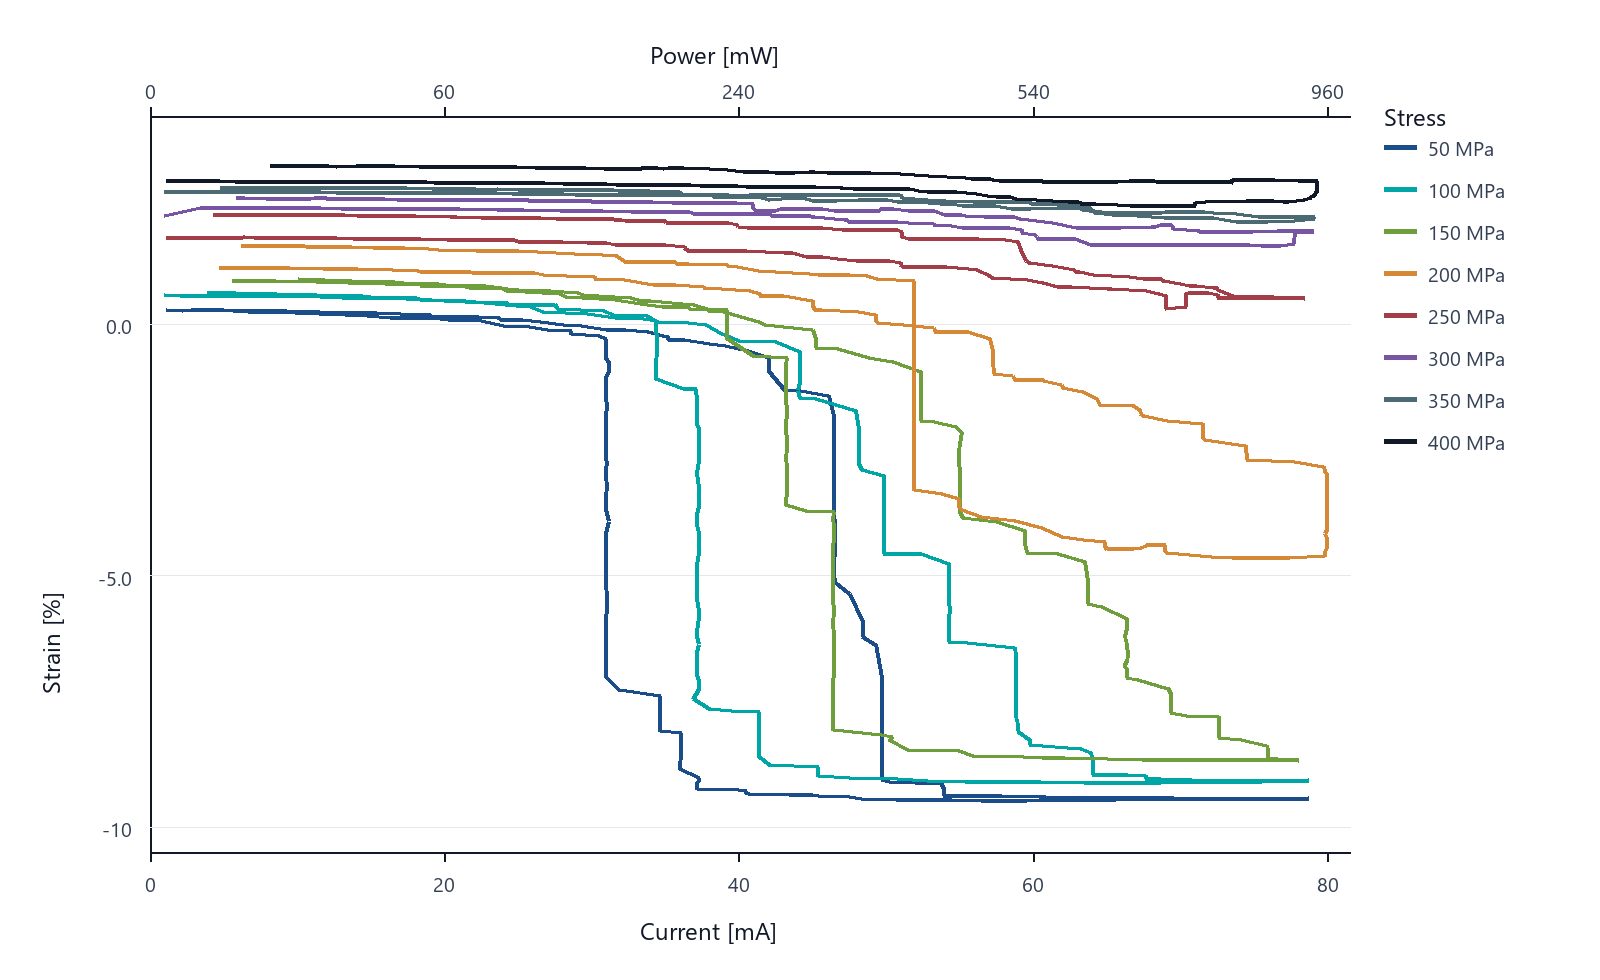 Power [mW]
0 60 240 540 960
Stress
50 MPa
100 MPa
150 MPa
200 MPa
250 MPa
300 MPa
350 MPa
400 MPa
0.0
-5.0
-10
Strain [%]
0 20 40 60 80
Current [mA]